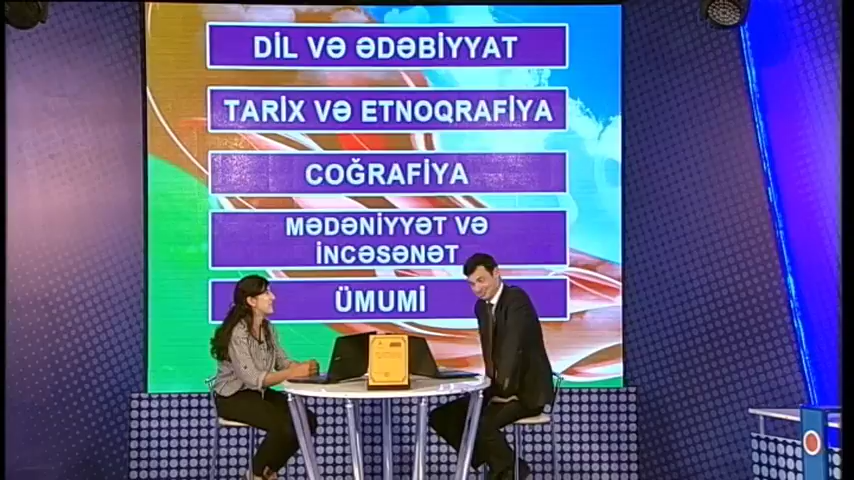 DİL VƏ ƏDƏBİYYAT
TARİX VƏ ETNOQRAFİYA
COĞRAFİYA
MƏDƏNİYYƏT VƏ
İNCƏSƏNƏT
ÜMUMİ